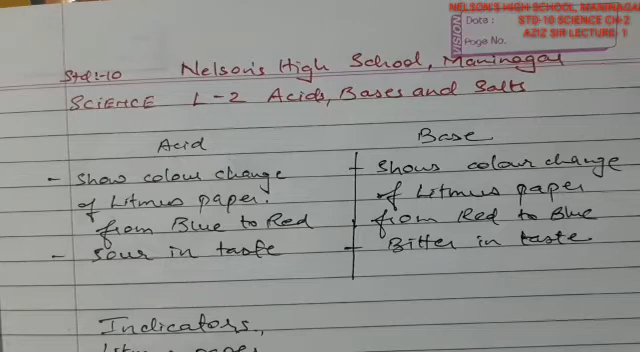 NELSON'S HIGH SCHOOL, MANINAGAR
STD-10 SCIENCE CH-2
AZIZ SIR LECTURE 1
VISION
Date :
Page No.
Std:-10 Nelson's High School, Maninagar
SCIENCE L-2 Acids, Bases and Salts
Acid Base
- Show colour change - Shows colour change
of Litmus paper. of Litmus paper
from Blue to Red from Red to Blue
- Sour in taste - Bitter in taste
Indicators,
Litmus paper